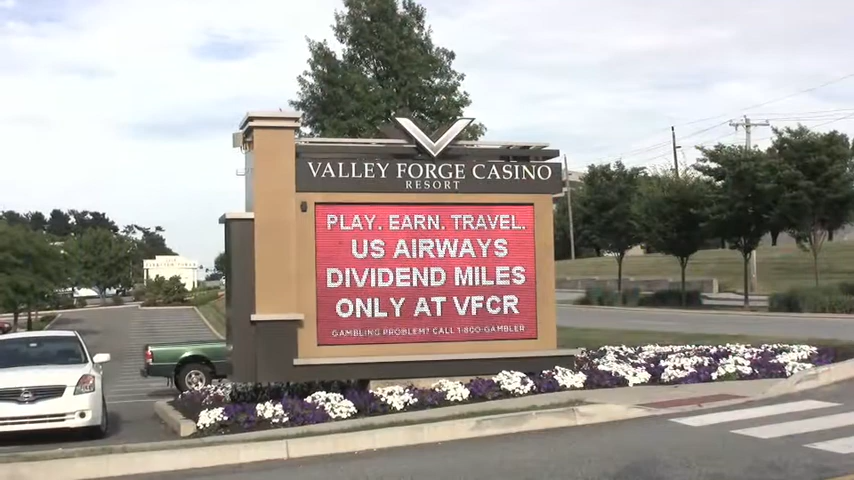 VALLEY FORGE CASINO
RESORT
PLAY. EARN. TRAVEL.
US AIRWAYS
DIVIDEND MILES
ONLY AT VFCR
GAMBLING PROBLEM? CALL 1-800-GAMBLER